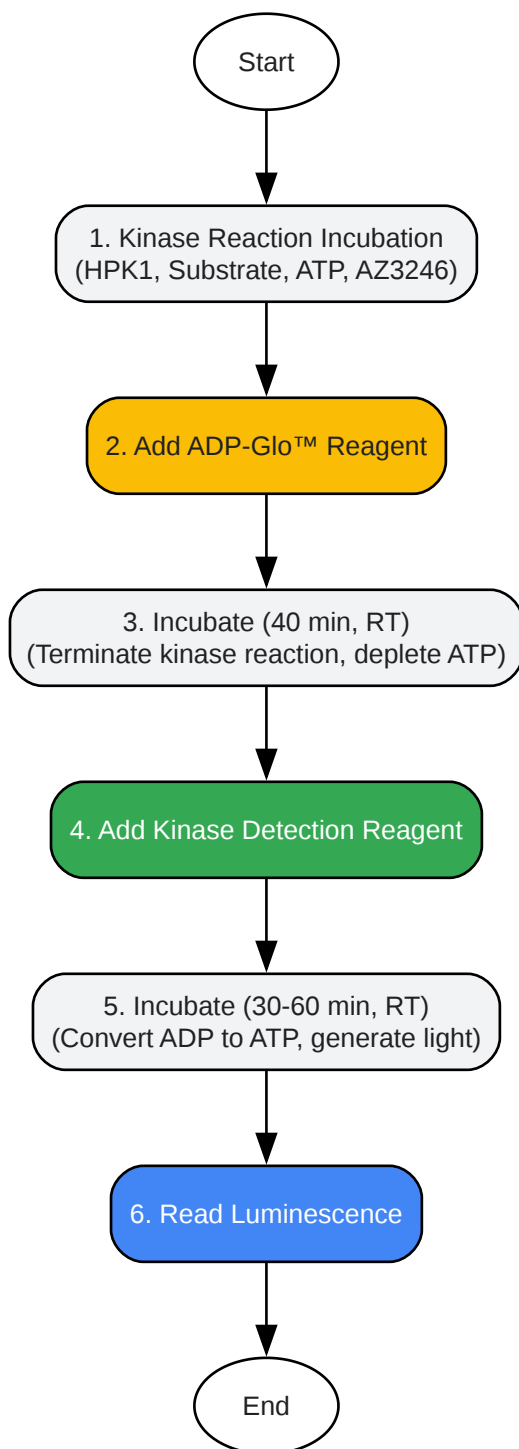 Start
1. Kinase Reaction Incubation
(HPK1, Substrate, ATP, AZ3246)
2. Add ADP-Glo™ Reagent
3. Incubate (40 min, RT)
(Terminate kinase reaction, deplete ATP)
4. Add Kinase Detection Reagent
5. Incubate (30-60 min, RT)
(Convert ADP to ATP, generate light)
6. Read Luminescence
End